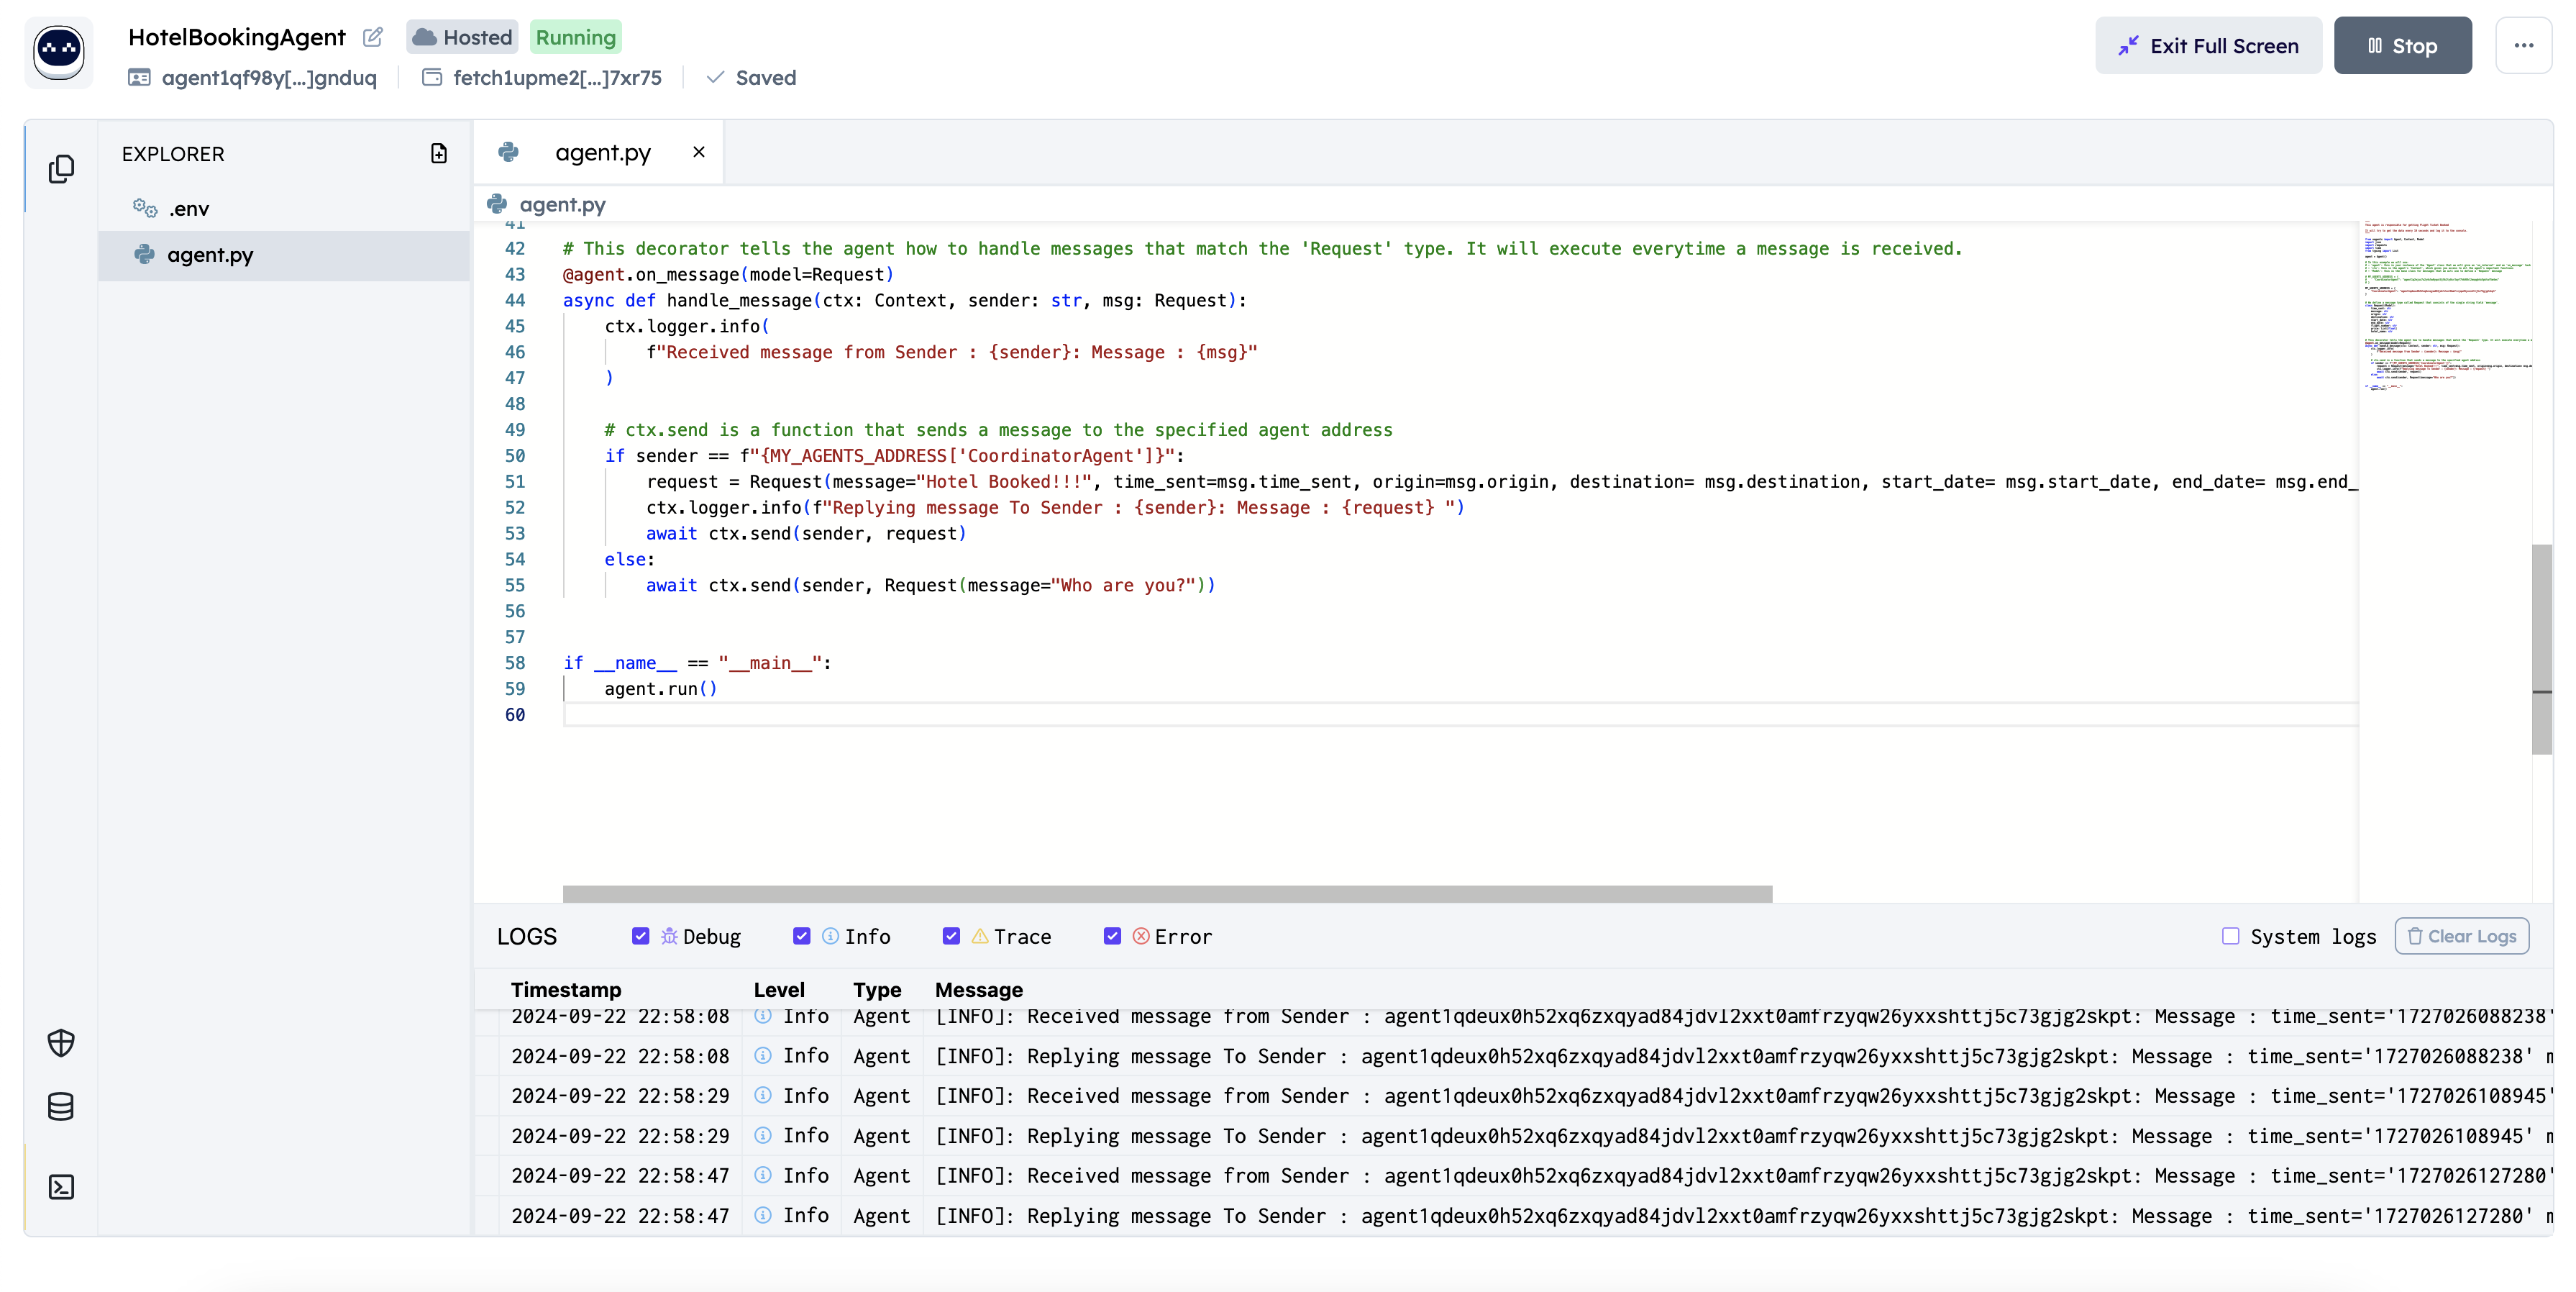 HotelBookingAgent Hosted Running
agent1qf98y[...]gnduq fetch1upme2[...]7xr75 Saved
Exit Full Screen Stop
EXPLORER
.env
agent.py
agent.py
agent.py
41
42 # This decorator tells the agent how to handle messages that match the 'Request' type. It will execute everytime a message is received.
43 @agent.on_message(model=Request)
44 async def handle_message(ctx: Context, sender: str, msg: Request):
45 ctx.logger.info(
46 f"Received message from Sender : {sender}: Message : {msg}"
47 )
48
49 # ctx.send is a function that sends a message to the specified agent address
50 if sender == f"{MY_AGENTS_ADDRESS['CoordinatorAgent']}":
51 request = Request(message="Hotel Booked!!!", time_sent=msg.time_sent, origin=msg.origin, destination= msg.destination, start_date= msg.start_date, end_date= msg.end_
52 ctx.logger.info(f"Replying message To Sender : {sender}: Message : {request} ")
53 await ctx.send(sender, request)
54 else:
55 await ctx.send(sender, Request(message="Who are you?"))
56
57
58 if __name__ == "__main__":
59 agent.run()
60
LOGS Debug Info Trace Error System logs Clear Logs
Timestamp Level Type Message
2024-09-22 22:58:08 Info Agent [INFO]: Received message from Sender : agent1qdeux0h52xq6zxqyad84jdvl2xxt0amfrzyqw26yxxshttj5c73gjg2skpt: Message : time_sent='1727026088238'
2024-09-22 22:58:08 Info Agent [INFO]: Replying message To Sender : agent1qdeux0h52xq6zxqyad84jdvl2xxt0amfrzyqw26yxxshttj5c73gjg2skpt: Message : time_sent='1727026088238' m
2024-09-22 22:58:29 Info Agent [INFO]: Received message from Sender : agent1qdeux0h52xq6zxqyad84jdvl2xxt0amfrzyqw26yxxshttj5c73gjg2skpt: Message : time_sent='1727026108945'
2024-09-22 22:58:29 Info Agent [INFO]: Replying message To Sender : agent1qdeux0h52xq6zxqyad84jdvl2xxt0amfrzyqw26yxxshttj5c73gjg2skpt: Message : time_sent='1727026108945' m
2024-09-22 22:58:47 Info Agent [INFO]: Received message from Sender : agent1qdeux0h52xq6zxqyad84jdvl2xxt0amfrzyqw26yxxshttj5c73gjg2skpt: Message : time_sent='1727026127280'
2024-09-22 22:58:47 Info Agent [INFO]: Replying message To Sender : agent1qdeux0h52xq6zxqyad84jdvl2xxt0amfrzyqw26yxxshttj5c73gjg2skpt: Message : time_sent='1727026127280' m